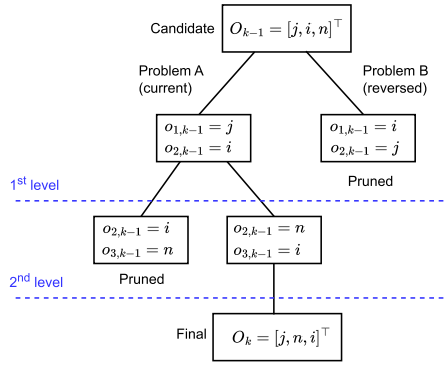 Candidate
$O_{k-1} = [j, i, n]^\top$
Problem A
(current)
Problem B
(reversed)
$o_{1,k-1} = j$
$o_{2,k-1} = i$
$o_{1,k-1} = i$
$o_{2,k-1} = j$
Pruned
1st level
$o_{2,k-1} = i$
$o_{3,k-1} = n$
$o_{2,k-1} = n$
$o_{3,k-1} = i$
Pruned
2nd level
Final
$O_k = [j, n, i]^\top$